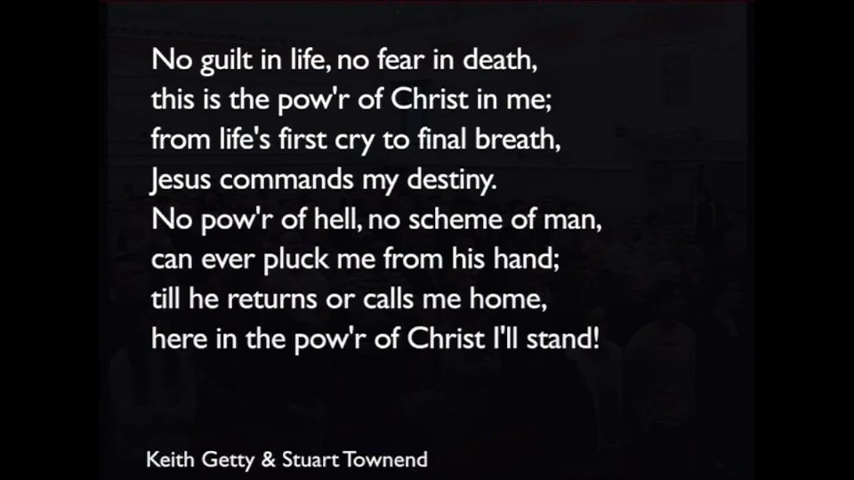 No guilt in life, no fear in death,
this is the pow'r of Christ in me;
from life's first cry to final breath,
Jesus commands my destiny.
No pow'r of hell, no scheme of man,
can ever pluck me from his hand;
till he returns or calls me home,
here in the pow'r of Christ I'll stand!
Keith Getty & Stuart Townend